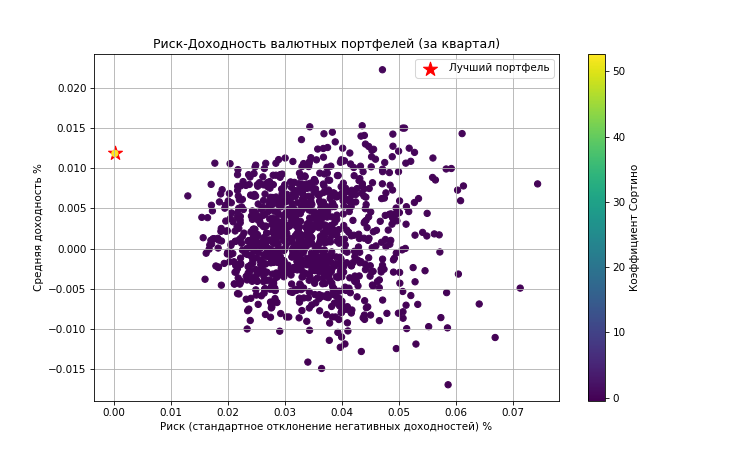 Риск-Доходность валютных портфелей (за квартал)
Лучший портфель
Средняя доходность %
0.020
0.015
0.010
0.005
0.000
−0.005
−0.010
−0.015
0.00 0.01 0.02 0.03 0.04 0.05 0.06 0.07
Риск (стандартное отклонение негативных доходностей) %
50
40
30
20
10
0
Коэффициент Сортино